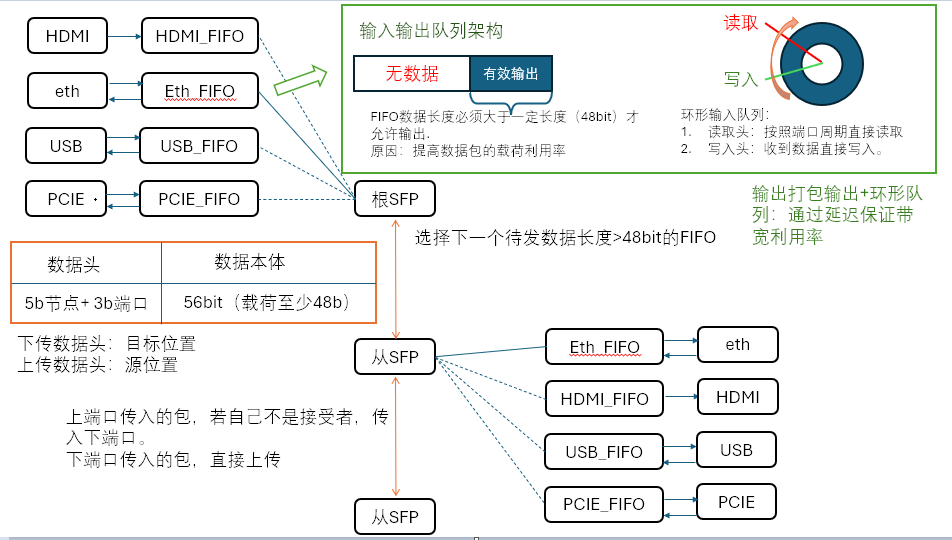 HDMI
HDMI_FIFO
eth
Eth_FIFO
USB
USB_FIFO
PCIE
PCIE_FIFO
输入输出队列架构
无数据
有效输出
FIFO数据长度必须大于一定长度（48bit）才
允许输出.
原因：提高数据包的载荷利用率
读取
写入
环形输入队列：
1. 读取头：按照端口周期直接读取
2. 写入头：收到数据直接写入。
输出打包输出+环形队
列：通过延迟保证带
宽利用率
根SFP
选择下一个待发数据长度>48bit的FIFO
数据头
数据本体
5b节点+ 3b端口
56bit（载荷至少48b）
下传数据头：目标位置
上传数据头：源位置
从SFP
Eth_FIFO
eth
HDMI_FIFO
HDMI
USB_FIFO
USB
PCIE_FIFO
PCIE
上端口传入的包，若自己不是接受者，传
入下端口。
下端口传入的包，直接上传
从SFP